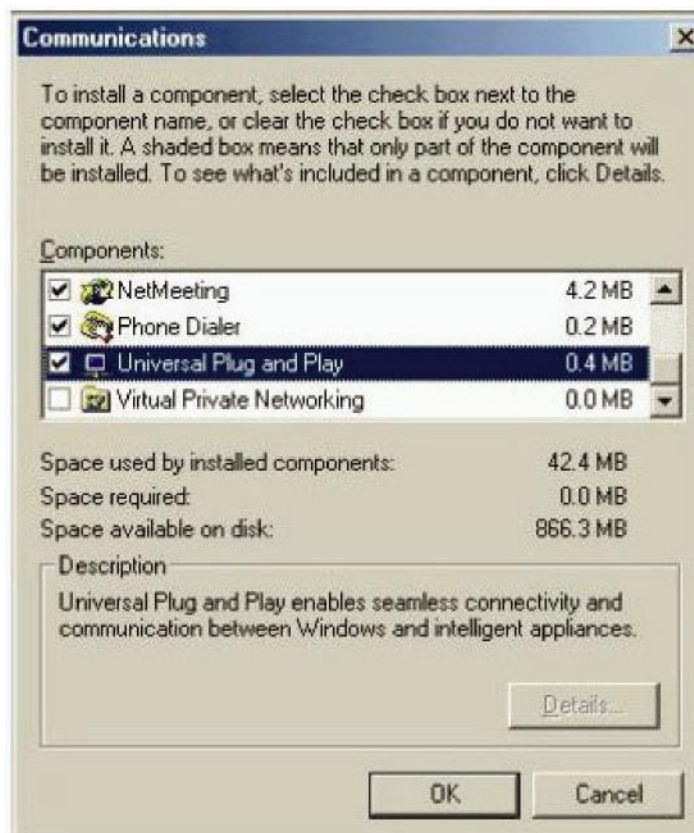 Communications
To install a component, select the check box next to the
component name, or clear the check box if you do not want to
install it. A shaded box means that only part of the component will
be installed. To see what's included in a component, click Details.
Components:
NetMeeting 4.2 MB
Phone Dialer 0.2 MB
Universal Plug and Play 0.4 MB
Virtual Private Networking 0.0 MB
Space used by installed components: 42.4 MB
Space required: 0.0 MB
Space available on disk: 866.3 MB
Description
Universal Plug and Play enables seamless connectivity and
communication between Windows and intelligent appliances.
Details...
OK Cancel